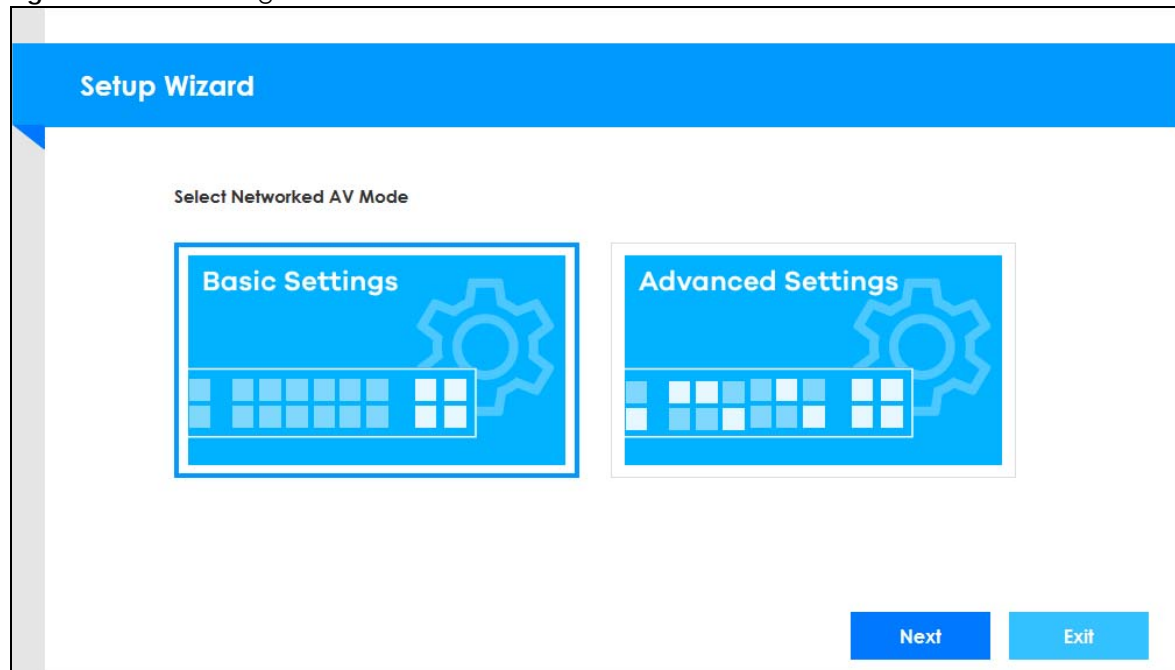 Setup Wizard
Select Networked AV Mode
Basic Settings
Advanced Settings
Next
Exit